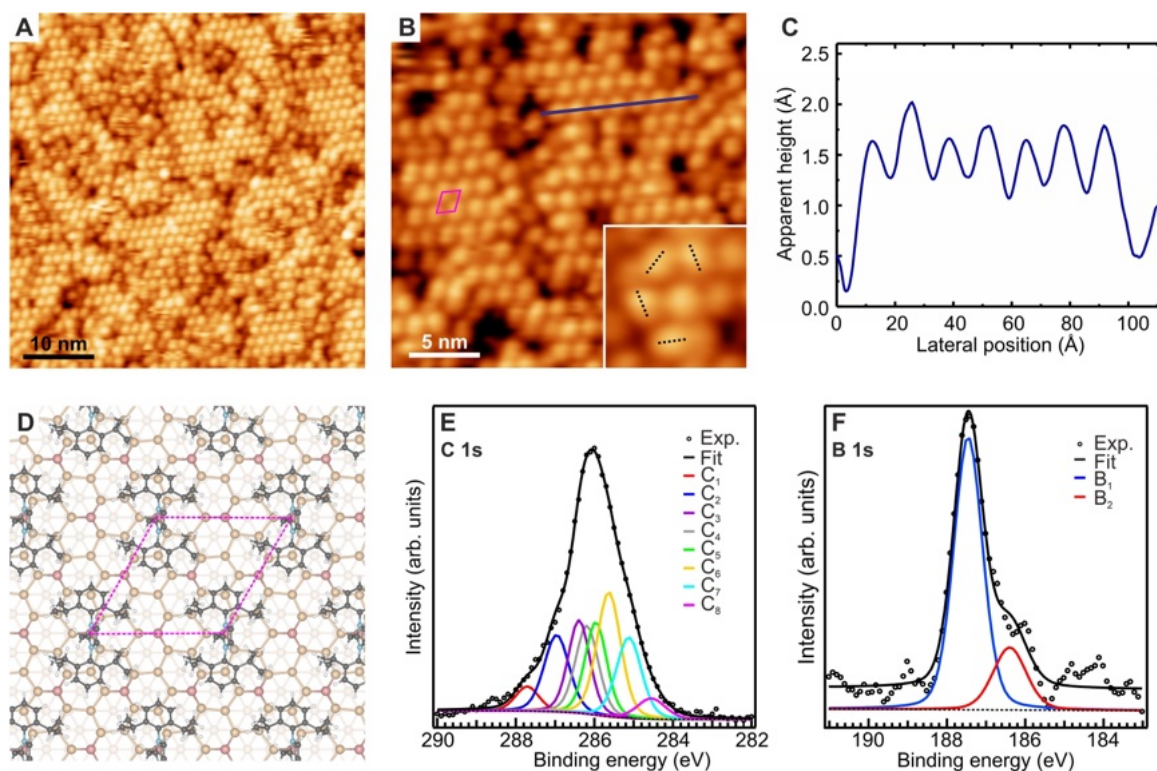 A
10 nm
B
5 nm
C
Apparent height (Å)
2.5
2.0
1.5
1.0
0.5
0.0
0 20 40 60 80 100
Lateral position (Å)
D
E
C 1s
Intensity (arb. units)
Exp.
Fit
C₁
C₂
C₃
C₄
C₅
C₆
C₇
C₈
290 288 286 284 282
Binding energy (eV)
F
B 1s
Intensity (arb. units)
Exp.
Fit
B₁
B₂
190 188 186 184
Binding energy (eV)